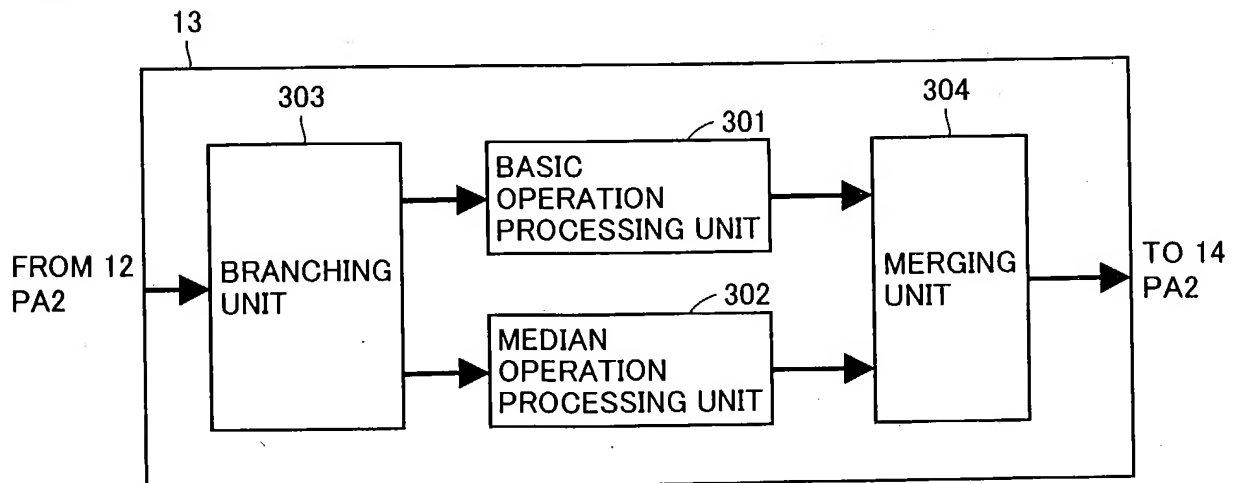 13
303
301
304
BASIC
OPERATION
PROCESSING UNIT
FROM 12
PA2
BRANCHING
UNIT
MERGING
UNIT
TO 14
PA2
302
MEDIAN
OPERATION
PROCESSING UNIT